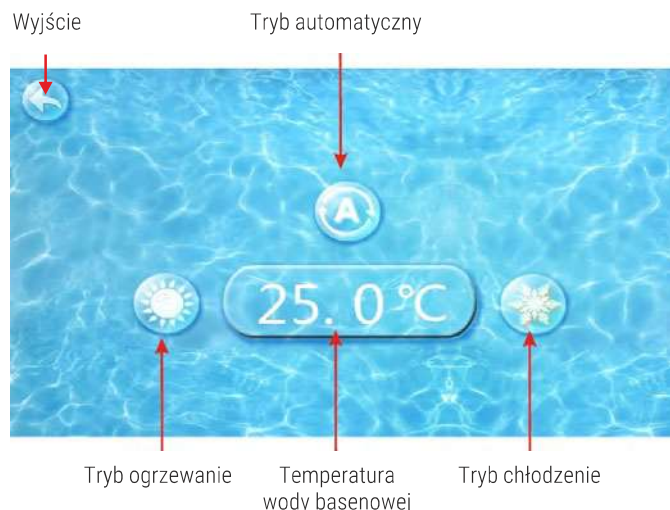 Wyjście
Tryb automatyczny
A
25. 0 °C
Tryb ogrzewanie
Temperatura
wody basenowej
Tryb chłodzenie